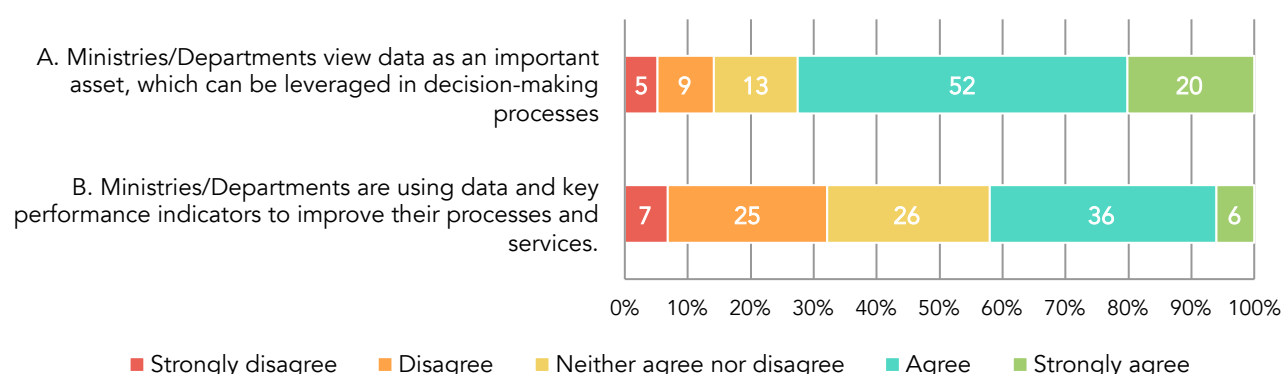 A. Ministries/Departments view data as an important
asset, which can be leveraged in decision-making
processes
5 9 13 52 20
B. Ministries/Departments are using data and key
performance indicators to improve their processes and
services.
7 25 26 36 6
0% 10% 20% 30% 40% 50% 60% 70% 80% 90% 100%
Strongly disagree Disagree Neither agree nor disagree Agree Strongly agree